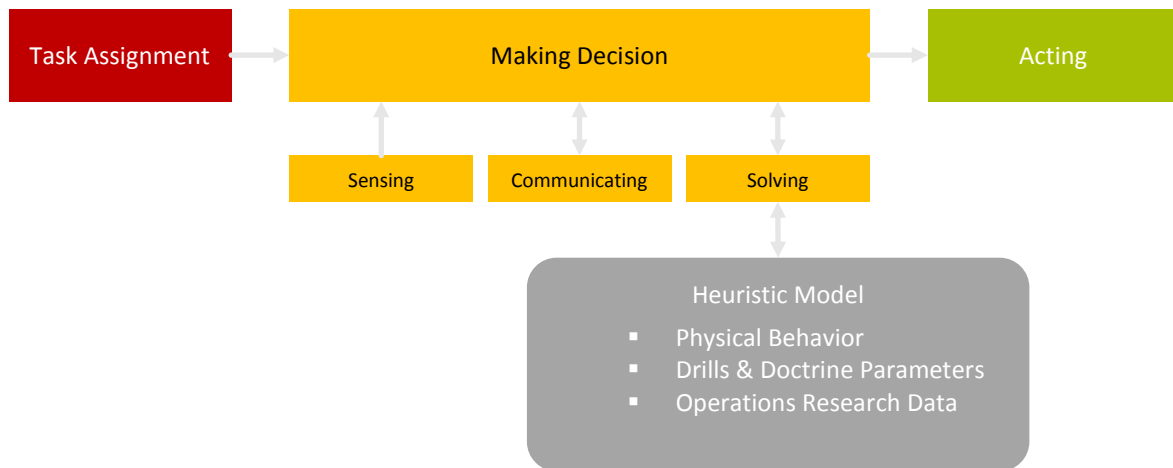 Task Assignment
Making Decision
Acting
Sensing
Communicating
Solving
Heuristic Model
▪ Physical Behavior
▪ Drills & Doctrine Parameters
▪ Operations Research Data